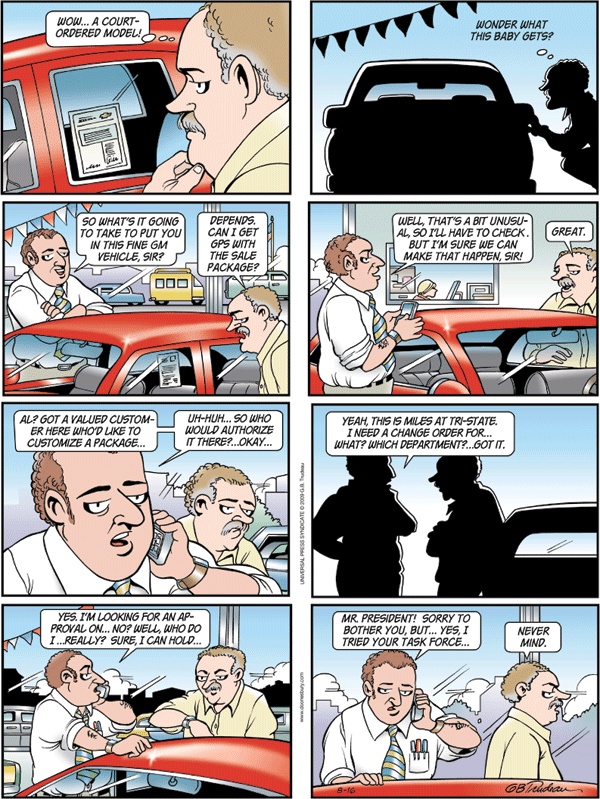 WOW... A COURT-
ORDERED MODEL!
WONDER WHAT
THIS BABY GETS?
SO WHAT'S IT GOING
TO TAKE TO PUT YOU
IN THIS FINE GM
VEHICLE, SIR?
DEPENDS.
CAN I GET
GPS WITH
THE SALE
PACKAGE?
WELL, THAT'S A BIT UNUSU-
AL, SO I'LL HAVE TO CHECK.
BUT I'M SURE WE CAN
MAKE THAT HAPPEN, SIR!
GREAT.
AL? GOT A VALUED CUSTOM-
ER HERE WHO'D LIKE TO
CUSTOMIZE A PACKAGE...
UH-HUH... SO WHO
WOULD AUTHORIZE
IT THERE?...OKAY...
UNIVERSAL PRESS SYNDICATE © 2009 G.B. Trudeau
YEAH, THIS IS MILES AT TRI-STATE.
I NEED A CHANGE ORDER FOR...
WHAT? WHICH DEPARTMENT?...GOT IT.
YES. I'M LOOKING FOR AN AP-
PROVAL ON... NO? WELL, WHO DO
I ...REALLY? SURE, I CAN HOLD...
www.doonesbury.com
MR. PRESIDENT! SORRY TO
BOTHER YOU, BUT... YES, I
TRIED YOUR TASK FORCE...
NEVER
MIND.
8-16
GB Trudeau